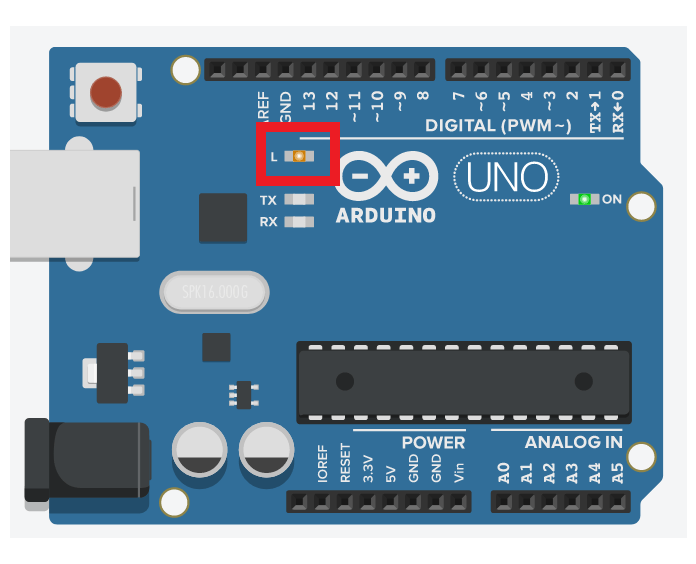 AREF
GND
13
12
~11
~10
~9
8
7
~6
~5
4
~3
2
TX→1
RX←0
DIGITAL (PWM~)
L
TX
RX
ARDUINO
UNO
ON
SPKT6.000G
POWER
ANALOG IN
IOREF
RESET
3.3V
5V
GND
GND
Vin
A0
A1
A2
A3
A4
A5